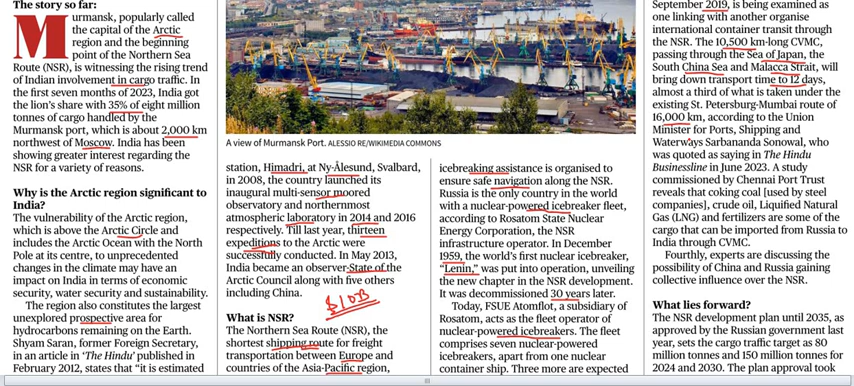 The story so far:
Murmansk, popularly called
the capital of the Arctic
region and the beginning
point of the Northern Sea
Route (NSR), is witnessing the rising trend
of Indian involvement in cargo traffic. In
the first seven months of 2023, India got
the lion's share with 35% of eight million
tonnes of cargo handled by the
Murmansk port, which is about 2,000 km
northwest of Moscow. India has been
showing greater interest regarding the
NSR for a variety of reasons.
Why is the Arctic region significant to
India?
The vulnerability of the Arctic region,
which is above the Arctic Circle and
includes the Arctic Ocean with the North
Pole at its centre, to unprecedented
changes in the climate may have an
impact on India in terms of economic
security, water security and sustainability.
The region also constitutes the largest
unexplored prospective area for
hydrocarbons remaining on the Earth.
Shyam Saran, former Foreign Secretary,
in an article in 'The Hindu' published in
February 2012, states that "it is estimated
A view of Murmansk Port. ALESSIO RE/WIKIMEDIA COMMONS
station, Himadri, at Ny-Ålesund, Svalbard,
in 2008, the country launched its
inaugural multi-sensor moored
observatory and northernmost
atmospheric laboratory in 2014 and 2016
respectively. Till last year, thirteen
expeditions to the Arctic were
successfully conducted. In May 2013,
India became an observer-State of the
Arctic Council along with five others
including China.
$10B
What is NSR?
The Northern Sea Route (NSR), the
shortest shipping route for freight
transportation between Europe and
countries of the Asia-Pacific region,
icebreaking assistance is organised to
ensure safe navigation along the NSR.
Russia is the only country in the world
with a nuclear-powered icebreaker fleet,
according to Rosatom State Nuclear
Energy Corporation, the NSR
infrastructure operator. In December
1959, the world's first nuclear icebreaker,
"Lenin," was put into operation, unveiling
the new chapter in the NSR development.
It was decommissioned 30 years later.
Today, FSUE Atomflot, a subsidiary of
Rosatom, acts as the fleet operator of
nuclear-powered icebreakers. The fleet
comprises seven nuclear-powered
icebreakers, apart from one nuclear
container ship. Three more are expected
September 2019, is being examined as
one linking with another organise
international container transit through
the NSR. The 10,500 km-long CVMC,
passing through the Sea of Japan, the
South China Sea and Malacca Strait, will
bring down transport time to 12 days,
almost a third of what is taken under the
existing St. Petersburg-Mumbai route of
16,000 km, according to the Union
Minister for Ports, Shipping and
Waterways Sarbananda Sonowal, who
was quoted as saying in The Hindu
Businessline in June 2023. A study
commissioned by Chennai Port Trust
reveals that coking coal [used by steel
companies], crude oil, Liquified Natural
Gas (LNG) and fertilizers are some of the
cargo that can be imported from Russia to
India through CVMC.
Fourthly, experts are discussing the
possibility of China and Russia gaining
collective influence over the NSR.
What lies forward?
The NSR development plan until 2035, as
approved by the Russian government last
year, sets the cargo traffic target as 80
million tonnes and 150 million tonnes for
2024 and 2030. The plan approval took